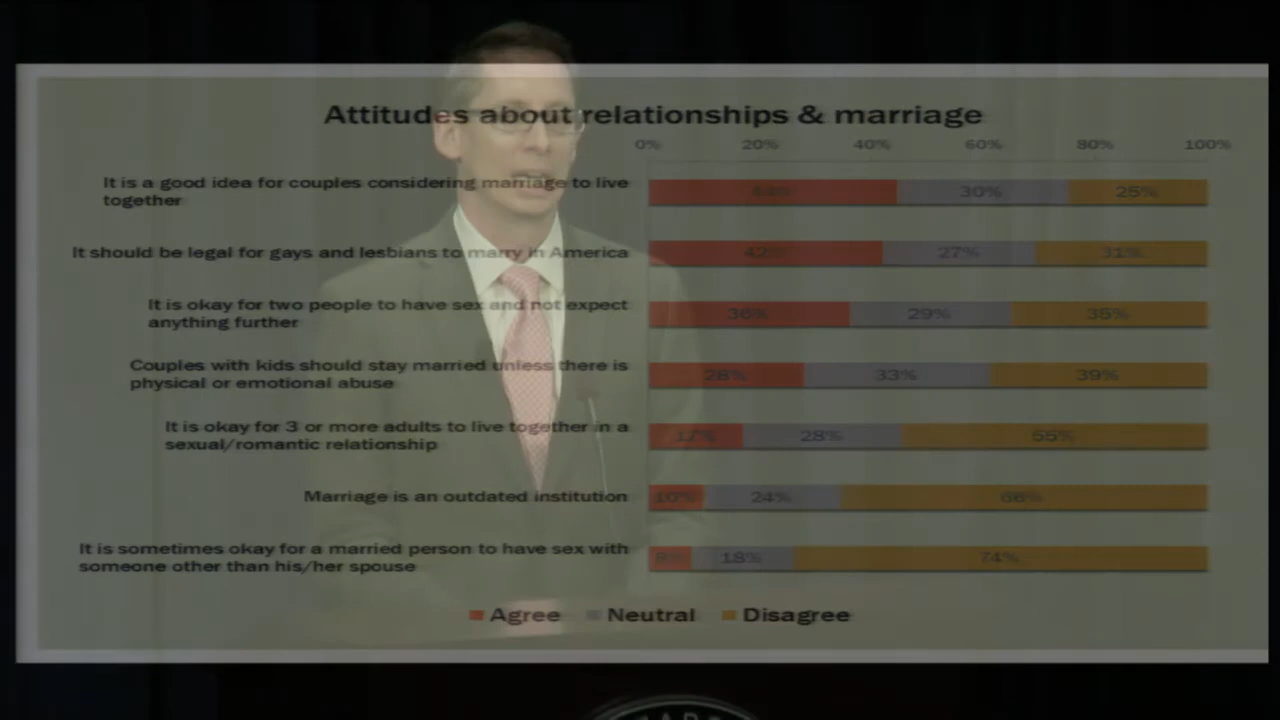 Attitudes about relationships & marriage
0% 20% 40% 60% 80% 100%
It is a good idea for couples considering marriage to live
together
44% 30% 25%
It should be legal for gays and lesbians to marry in America
42% 27% 31%
It is okay for two people to have sex and not expect
anything further
36% 29% 35%
Couples with kids should stay married unless there is
physical or emotional abuse
28% 33% 39%
It is okay for 3 or more adults to live together in a
sexual/romantic relationship
17% 28% 55%
Marriage is an outdated institution
10% 24% 66%
It is sometimes okay for a married person to have sex with
someone other than his/her spouse
18% 74%
Agree Neutral Disagree